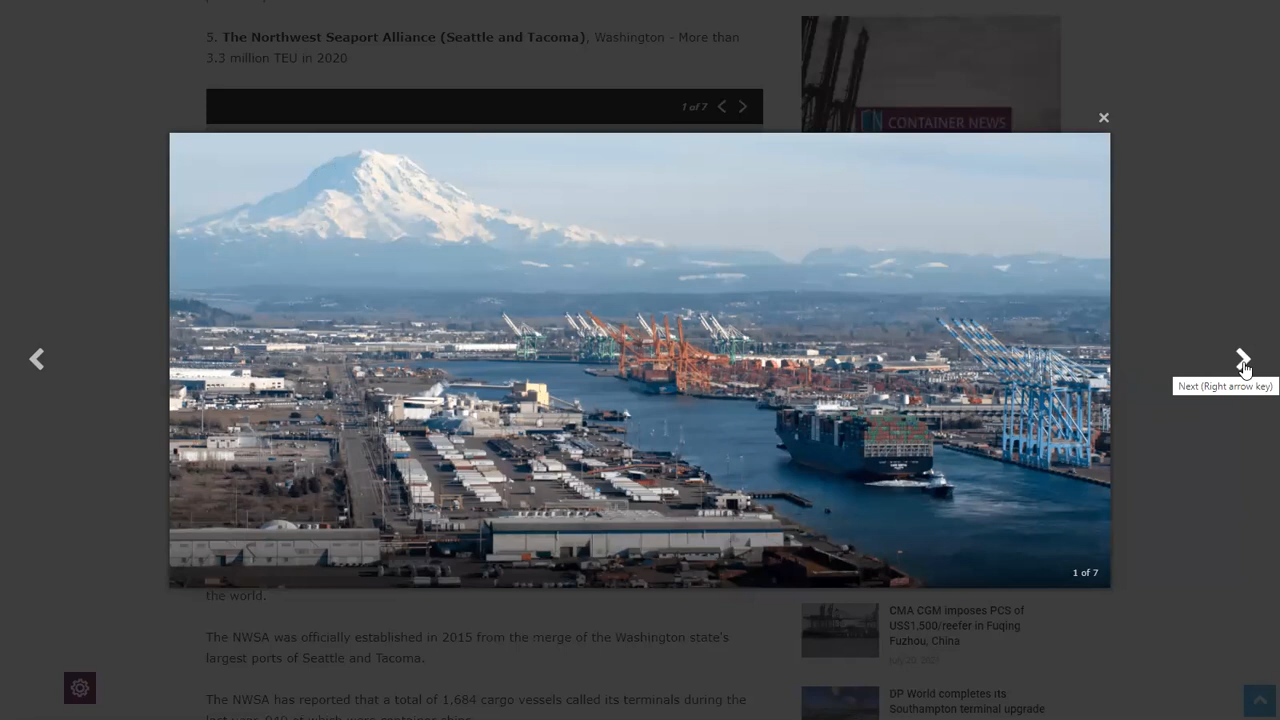 5. The Northwest Seaport Alliance (Seattle and Tacoma), Washington - More than
3.3 million TEU in 2020
1 of 7
CONTAINER NEWS
Next (Right arrow key)
1 of 7
the world.
The NWSA was officially established in 2015 from the merge of the Washington state's
largest ports of Seattle and Tacoma.
The NWSA has reported that a total of 1,684 cargo vessels called its terminals during the
CMA CGM imposes PCS of
US$1,500/reefer in Fuqing
Fuzhou, China
July 20, 2021
DP World completes its
Southampton terminal upgrade